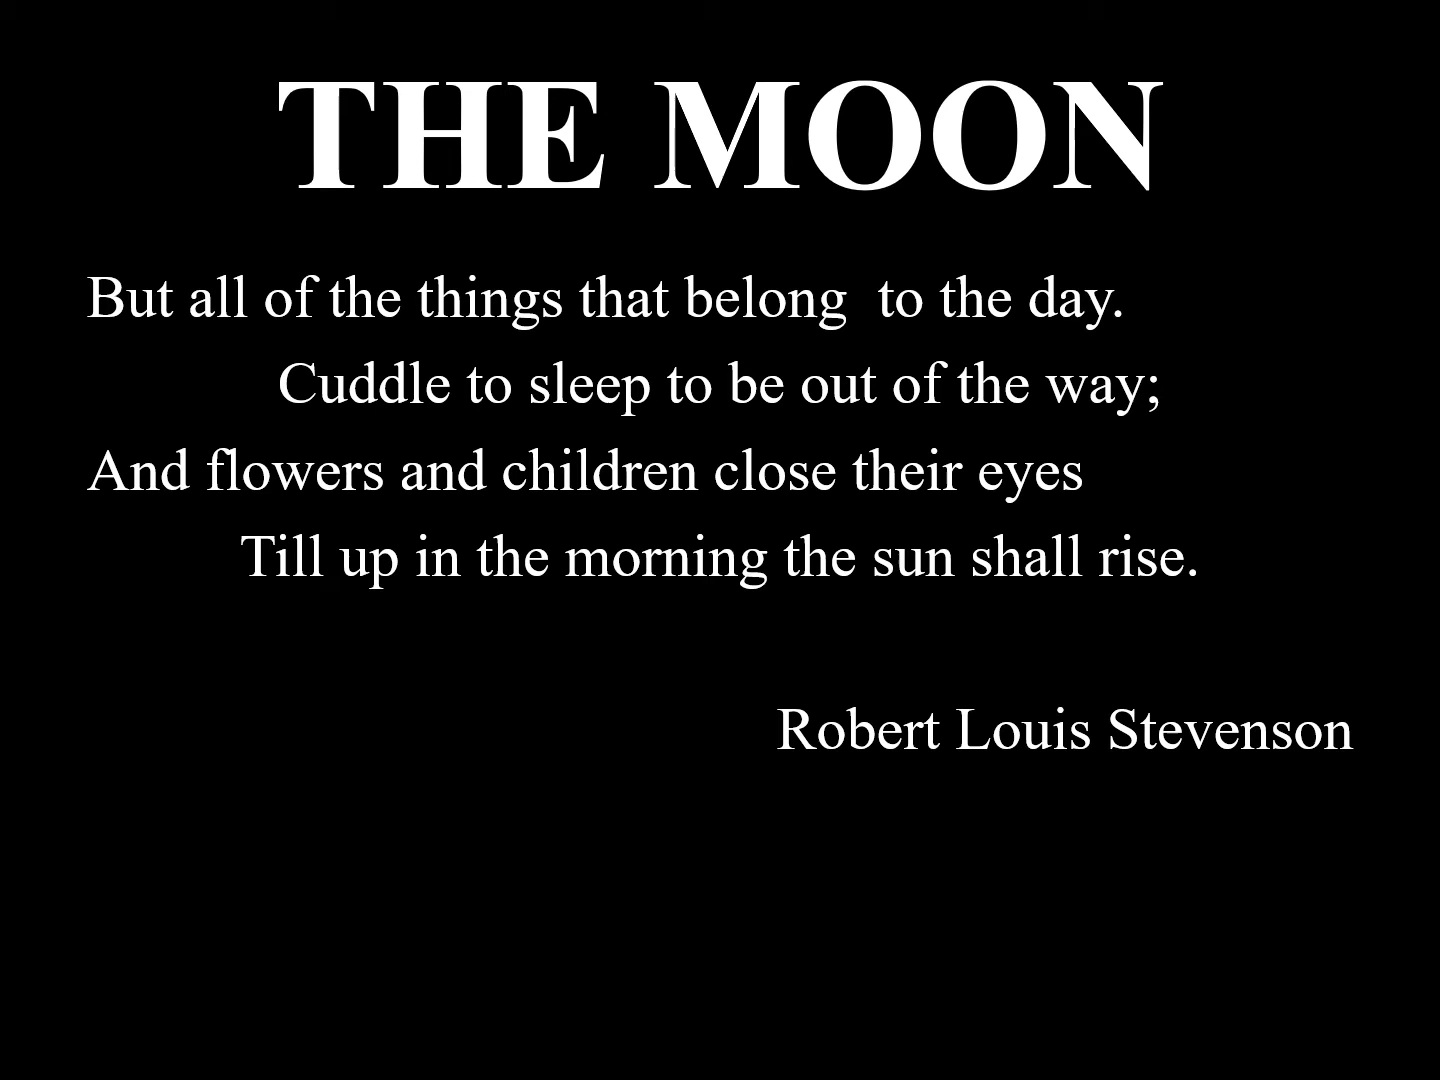 THE MOON
But all of the things that belong  to the day.
Cuddle to sleep to be out of the way;
And flowers and children close their eyes
Till up in the morning the sun shall rise.
Robert Louis Stevenson